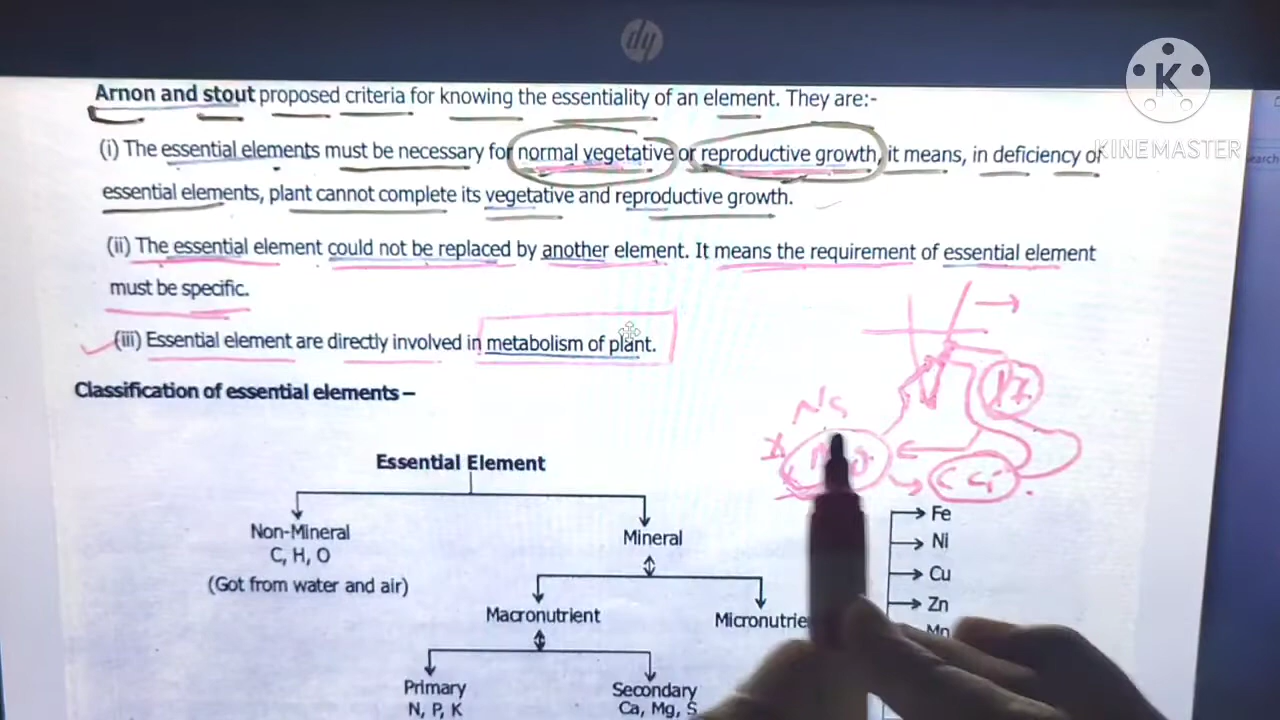 hp
K
KINEMASTER
earch
Arnon and stout proposed criteria for knowing the essentiality of an element. They are:-
(i) The essential elements must be necessary for normal vegetative or reproductive growth, it means, in deficiency of
essential elements, plant cannot complete its vegetative and reproductive growth.
(ii) The essential element could not be replaced by another element. It means the requirement of essential element
must be specific.
(iii) Essential element are directly involved in metabolism of plant.
Classification of essential elements –
Essential Element
Non-Mineral
C, H, O
(Got from water and air)
Mineral
Macronutrient
Micronutrie
Primary
N, P, K
Secondary
Ca, Mg, S
Fe
Ni
Cu
Zn
Mn